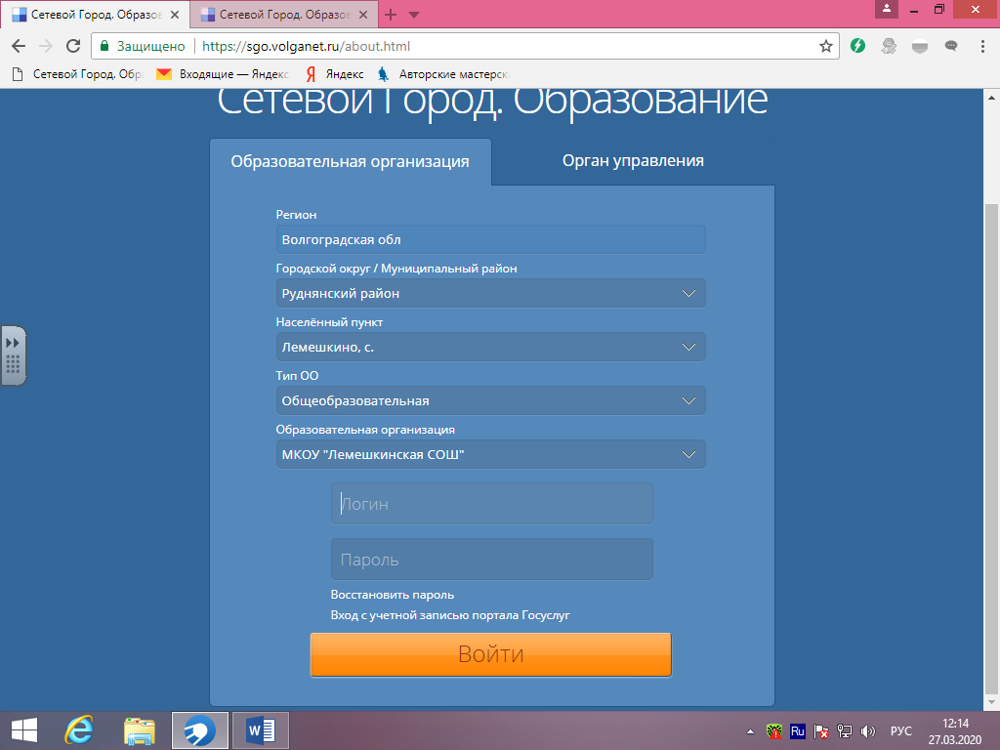 Сетевой Город. Образов
Сетевой Город. Образов
Защищено
https://sgo.volganet.ru/about.html
Сетевой Город. Обр
Входящие — Яндекс
Яндекс
Авторские мастерск
Сетевой Город. Образование
Образовательная организация
Орган управления
Регион
Волгоградская обл
Городской округ / Муниципальный район
Руднянский район
Населённый пункт
Лемешкино, с.
Тип ОО
Общеобразовательная
Образовательная организация
МКОУ "Лемешкинская СОШ"
Логин
Пароль
Восстановить пароль
Вход с учетной записью портала Госуслуг
Войти
Ru
РУС
12:14
27.03.2020